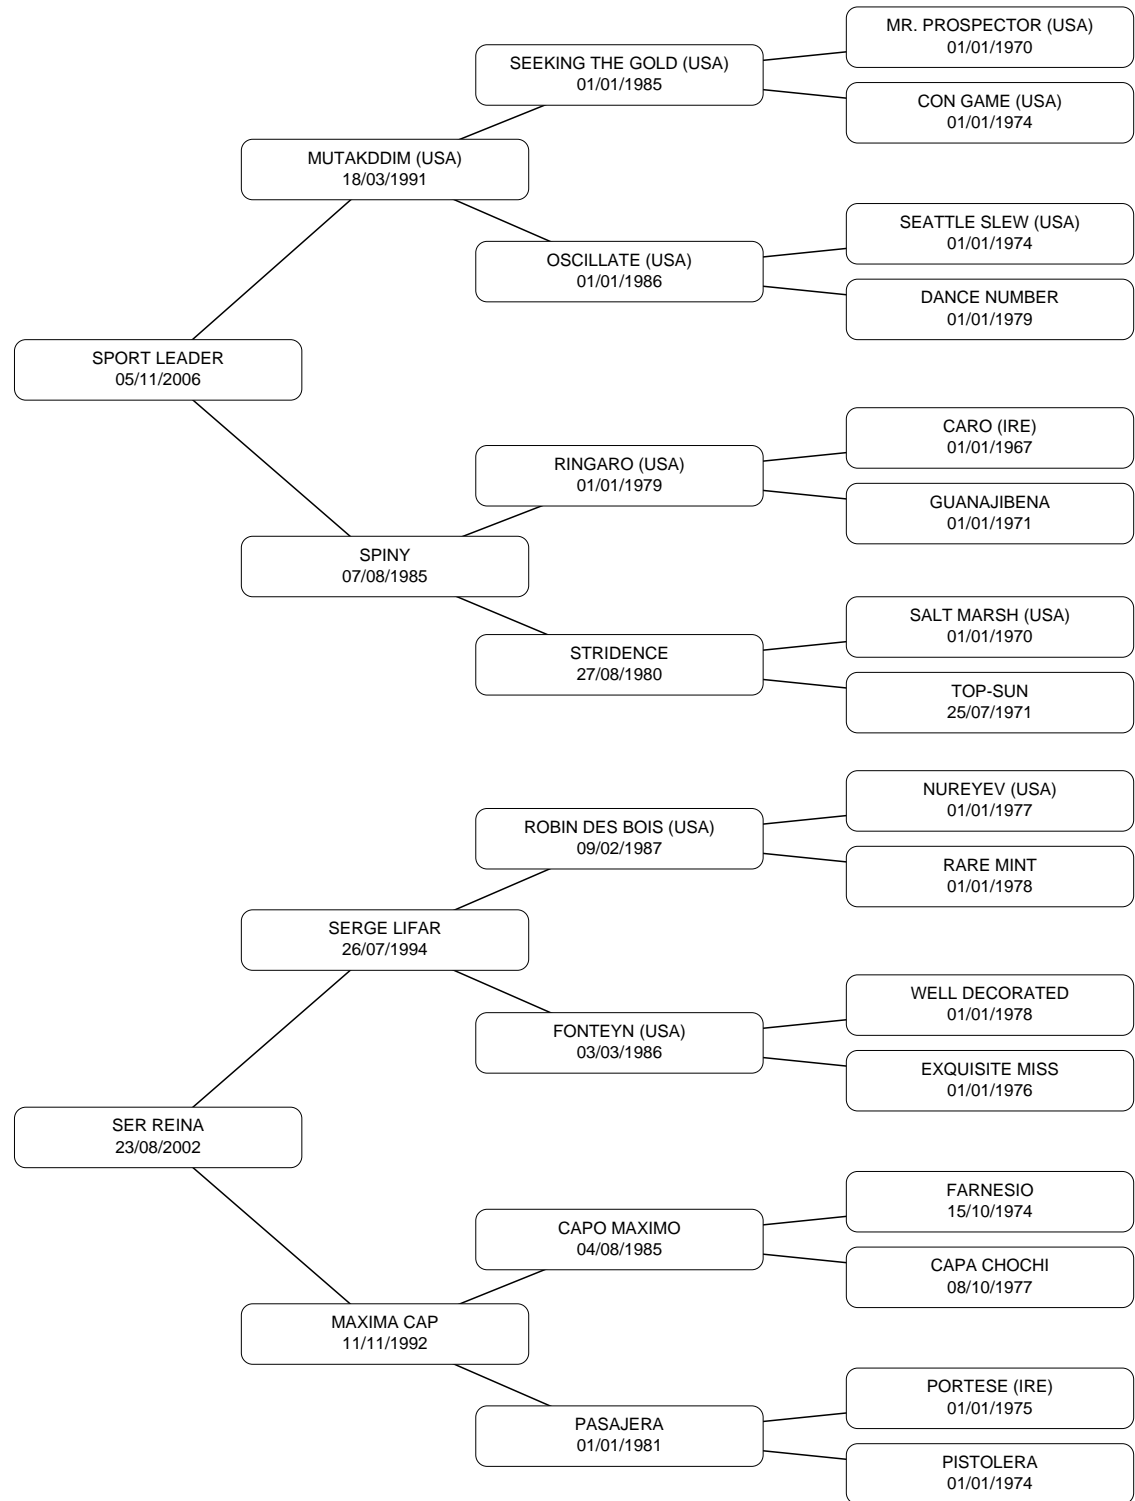 MR. PROSPECTOR (USA)
01/01/1970
SEEKING THE GOLD (USA)
01/01/1985
CON GAME (USA)
01/01/1974
MUTAKDDIM (USA)
18/03/1991
SEATTLE SLEW (USA)
01/01/1974
OSCILLATE (USA)
01/01/1986
DANCE NUMBER
01/01/1979
SPORT LEADER
05/11/2006
CARO (IRE)
01/01/1967
RINGARO (USA)
01/01/1979
GUANAJIBENA
01/01/1971
SPINY
07/08/1985
SALT MARSH (USA)
01/01/1970
STRIDENCE
27/08/1980
TOP-SUN
25/07/1971
NUREYEV (USA)
01/01/1977
ROBIN DES BOIS (USA)
09/02/1987
RARE MINT
01/01/1978
SERGE LIFAR
26/07/1994
WELL DECORATED
01/01/1978
FONTEYN (USA)
03/03/1986
EXQUISITE MISS
01/01/1976
SER REINA
23/08/2002
FARNESIO
15/10/1974
CAPO MAXIMO
04/08/1985
CAPA CHOCHI
08/10/1977
MAXIMA CAP
11/11/1992
PORTESE (IRE)
01/01/1975
PASAJERA
01/01/1981
PISTOLERA
01/01/1974